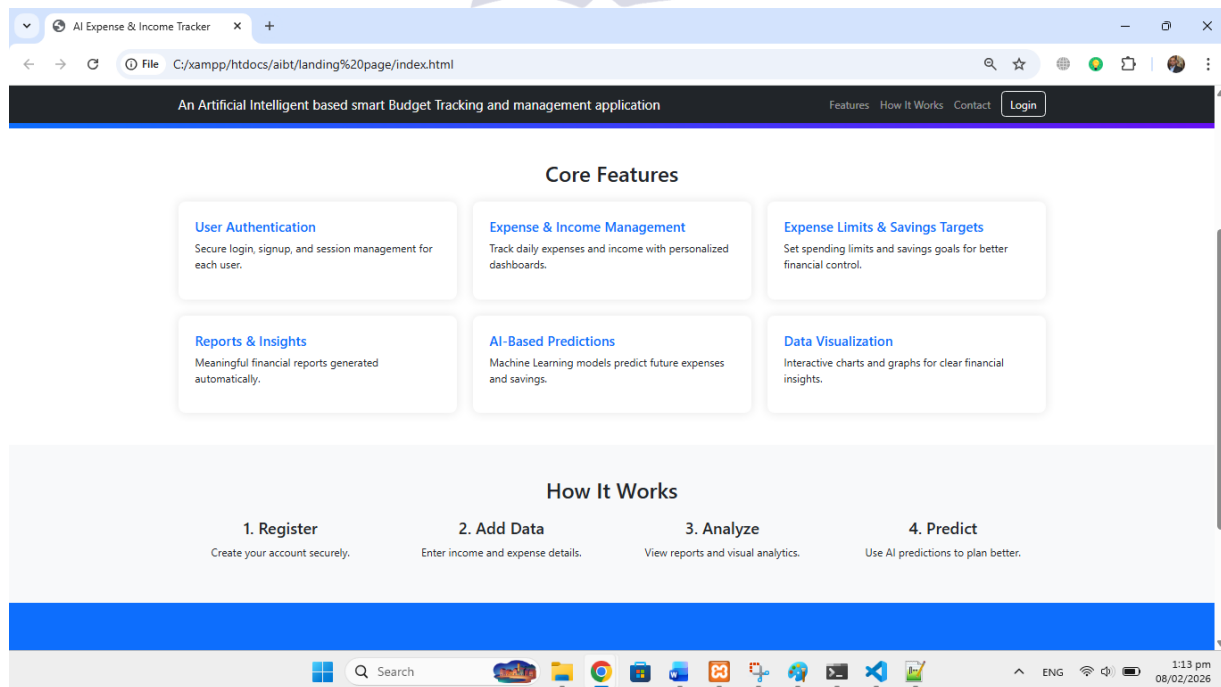 AI Expense & Income Tracker
File C:/xampp/htdocs/aibt/landing%20page/index.html
An Artificial Intelligent based smart Budget Tracking and management application Features How It Works Contact Login
Core Features
User Authentication
Secure login, signup, and session management for
each user.
Expense & Income Management
Track daily expenses and income with personalized
dashboards.
Expense Limits & Savings Targets
Set spending limits and savings goals for better
financial control.
Reports & Insights
Meaningful financial reports generated
automatically.
AI-Based Predictions
Machine Learning models predict future expenses
and savings.
Data Visualization
Interactive charts and graphs for clear financial
insights.
How It Works
1. Register
Create your account securely.
2. Add Data
Enter income and expense details.
3. Analyze
View reports and visual analytics.
4. Predict
Use AI predictions to plan better.
Search
ENG
1:13 pm
08/02/2026